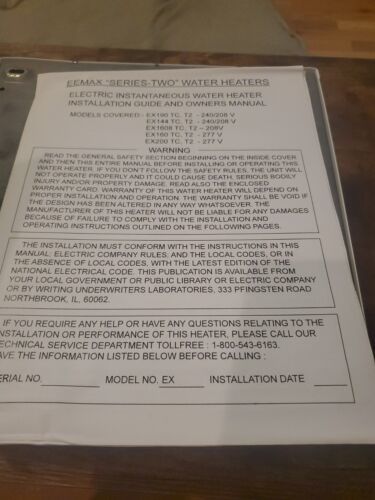 EEMAX "SERIES-TWO" WATER HEATERS
ELECTRIC INSTANTANEOUS WATER HEATER
INSTALLATION GUIDE AND OWNERS MANUAL
MODELS COVERED - EX190 TC, T2 - 240/208 V
EX144 TC, T2 - 240/208 V
EX1608 TC, T2 - 208V
EX160 TC, T2 - 277 V
EX200 TC, T2 - 277 V
WARNING
READ THE GENERAL SAFETY SECTION BEGINNING ON THE INSIDE COVER
AND THEN THIS ENTIRE MANUAL BEFORE INSTALLING OR OPERATING THIS
WATER HEATER. IF YOU DON'T FOLLOW THE SAFETY RULES, THE UNIT WILL
NOT OPERATE PROPERLY AND IT COULD CAUSE DEATH, SERIOUS BODILY
INJURY AND/OR PROPERTY DAMAGE. READ ALSO THE ENCLOSED
WARRANTY CARD. WARRANTY OF THIS WATER HEATER WILL DEPEND ON
PROPER INSTALLATION AND OPERATION. THE WARRANTY SHALL BE VOID IF
THE DESIGN HAS BEEN ALTERED IN ANY WAY WHATSOEVER. THE
MANUFACTURER OF THIS HEATER WILL NOT BE LIABLE FOR ANY DAMAGES
BECAUSE OF FAILURE TO COMPLY WITH THE INSTALLATION AND
OPERATING INSTRUCTIONS OUTLINED ON THE FOLLOWING PAGES.
THE INSTALLATION MUST CONFORM WITH THE INSTRUCTIONS IN THIS
MANUAL: ELECTRIC COMPANY RULES; AND THE LOCAL CODES, OR IN
THE ABSENCE OF LOCAL CODES, WITH THE LATEST EDITION OF THE
NATIONAL ELECTRICAL CODE. THIS PUBLICATION IS AVAILABLE FROM
YOUR LOCAL GOVERNMENT OR PUBLIC LIBRARY OR ELECTRIC COMPANY
OR BY WRITING UNDERWRITERS LABORATORIES, 333 PFINGSTEN ROAD
NORTHBROOK, IL, 60062.
IF YOU REQUIRE ANY HELP OR HAVE ANY QUESTIONS RELATING TO THE
INSTALLATION OR PERFORMANCE OF THIS HEATER, PLEASE CALL OUR
TECHNICAL SERVICE DEPARTMENT TOLLFREE : 1-800-543-6163.
HAVE THE INFORMATION LISTED BELOW BEFORE CALLING :
SERIAL NO. MODEL NO. EX INSTALLATION DATE